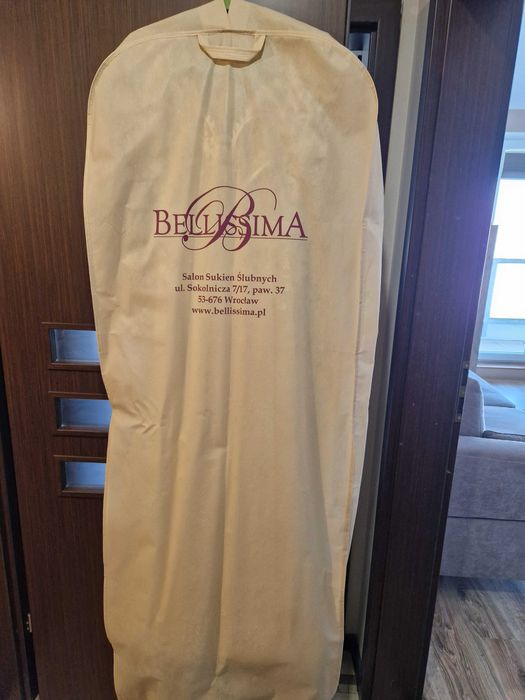 BELLISSIMA
B
Salon Sukien Ślubnych
ul. Sokolnicza 7/17, paw. 37
53-676 Wrocław
www.bellissima.pl